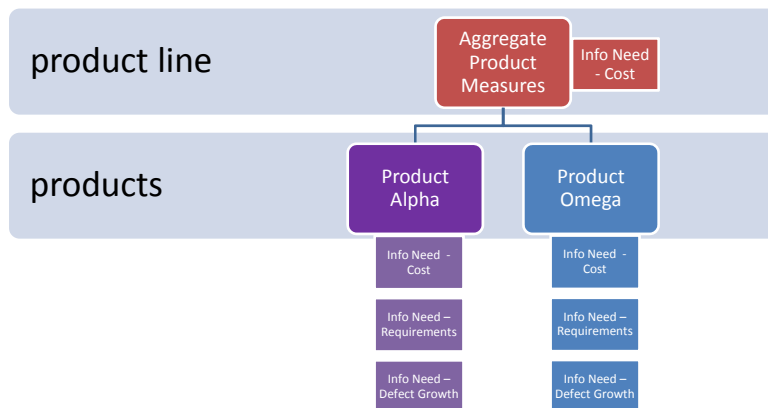 product line
Aggregate
Product
Measures
Info Need
- Cost
products
Product
Alpha
Product
Omega
Info Need -
Cost
Info Need -
Cost
Info Need –
Requirements
Info Need –
Requirements
Info Need –
Defect Growth
Info Need –
Defect Growth